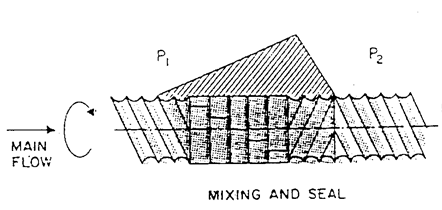 P1
P2
MAIN
FLOW
MIXING AND SEAL